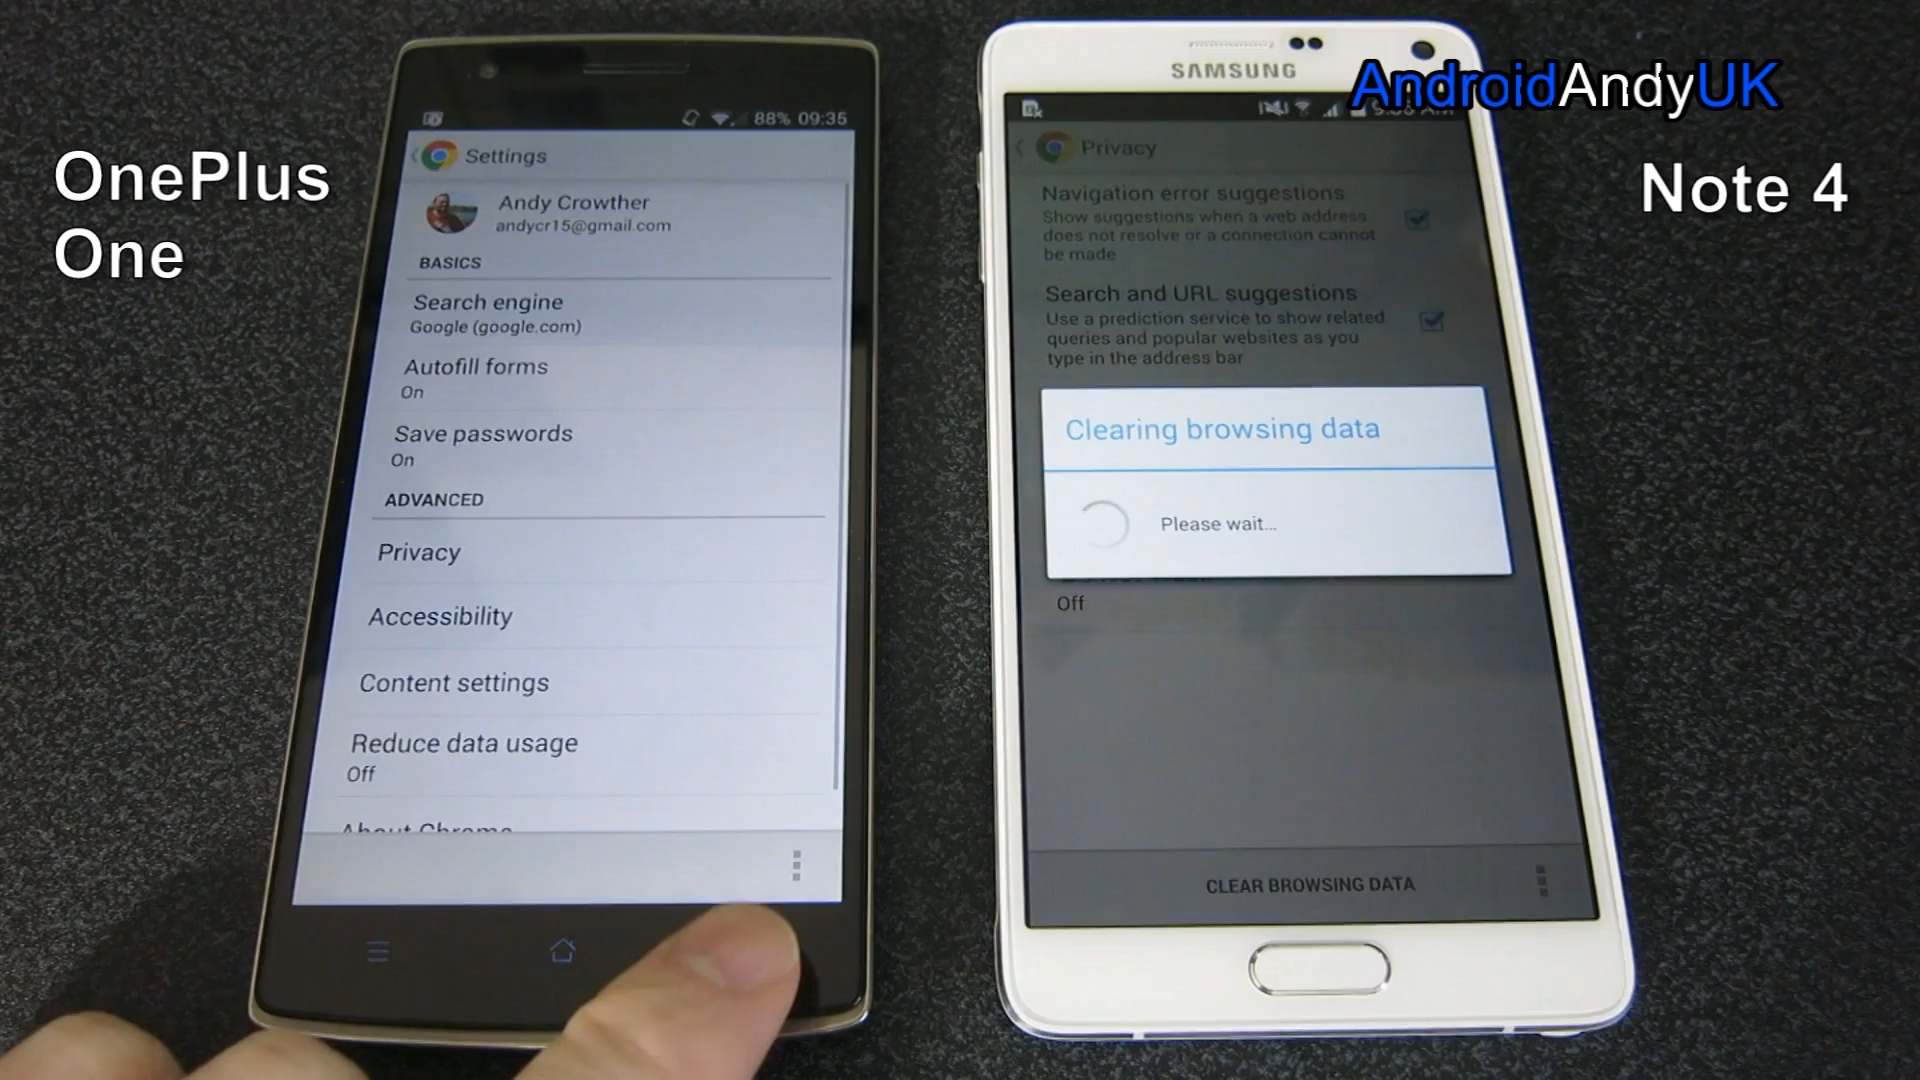 OnePlus
One
AndroidAndyUK
Note 4
88% 09:35
Settings
Andy Crowther
andycr15@gmail.com
BASICS
Search engine
Google (google.com)
Autofill forms
On
Save passwords
On
ADVANCED
Privacy
Accessibility
Content settings
Reduce data usage
Off
About Chrome
SAMSUNG
Privacy
Navigation error suggestions
Show suggestions when a web address
does not resolve or a connection cannot
be made
Search and URL suggestions
Use a prediction service to show related
queries and popular websites as you
type in the address bar
Clearing browsing data
Please wait...
Off
CLEAR BROWSING DATA